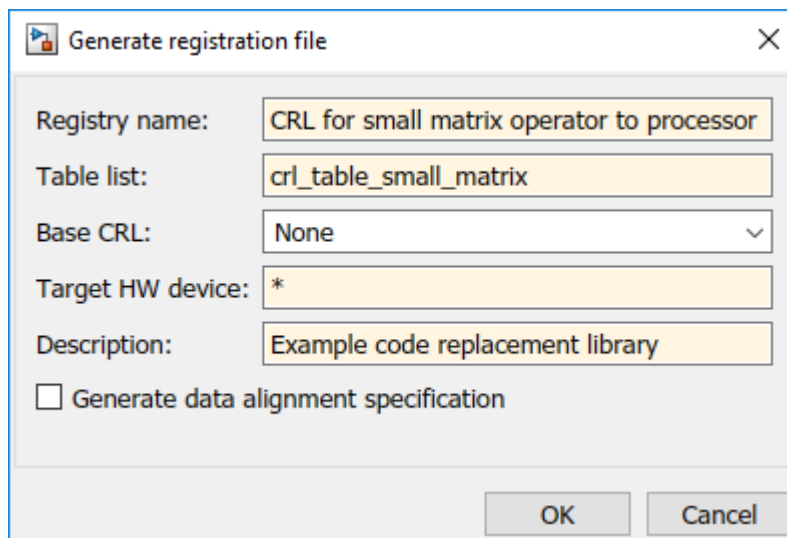 Generate registration file
Registry name: CRL for small matrix operator to processor
Table list: crl_table_small_matrix
Base CRL: None
Target HW device: *
Description: Example code replacement library
Generate data alignment specification
OK Cancel